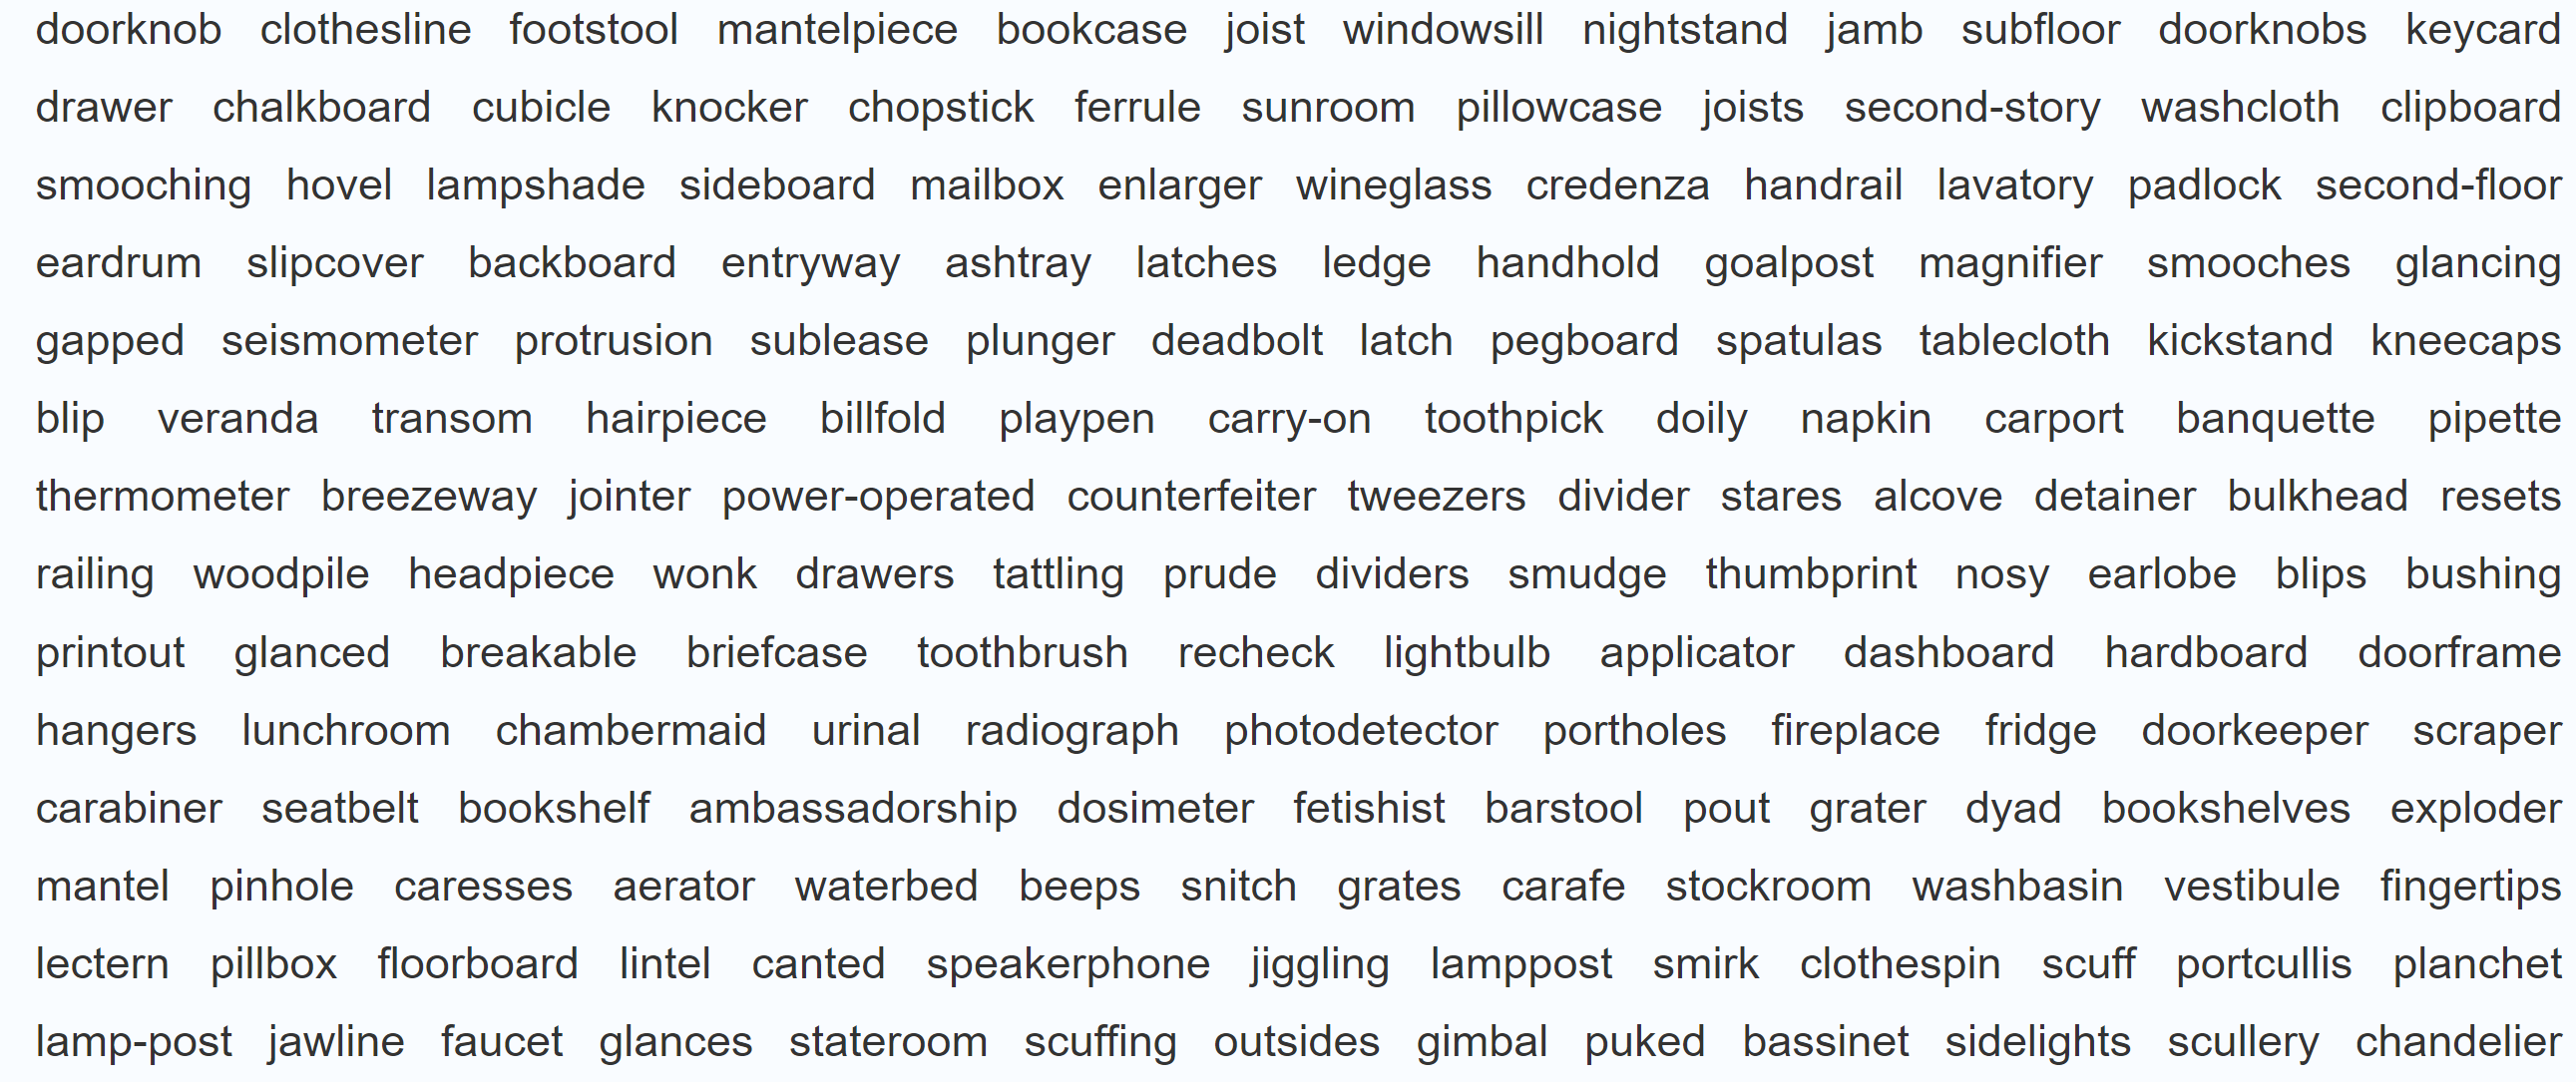 doorknob clothesline footstool mantelpiece bookcase joist windowsill nightstand jamb subfloor doorknobs keycard
drawer chalkboard cubicle knocker chopstick ferrule sunroom pillowcase joists second-story washcloth clipboard
smooching hovel lampshade sideboard mailbox enlarger wineglass credenza handrail lavatory padlock second-floor
eardrum slipcover backboard entryway ashtray latches ledge handhold goalpost magnifier smooches glancing
gapped seismometer protrusion sublease plunger deadbolt latch pegboard spatulas tablecloth kickstand kneecaps
blip veranda transom hairpiece billfold playpen carry-on toothpick doily napkin carport banquette pipette
thermometer breezeway jointer power-operated counterfeiter tweezers divider stares alcove detainer bulkhead resets
railing woodpile headpiece wonk drawers tattling prude dividers smudge thumbprint nosy earlobe blips bushing
printout glanced breakable briefcase toothbrush recheck lightbulb applicator dashboard hardboard doorframe
hangers lunchroom chambermaid urinal radiograph photodetector portholes fireplace fridge doorkeeper scraper
carabiner seatbelt bookshelf ambassadorship dosimeter fetishist barstool pout grater dyad bookshelves exploder
mantel pinhole caresses aerator waterbed beeps snitch grates carafe stockroom washbasin vestibule fingertips
lectern pillbox floorboard lintel canted speakerphone jiggling lamppost smirk clothespin scuff portcullis planchet
lamp-post jawline faucet glances stateroom scuffing outsides gimbal puked bassinet sidelights scullery chandelier